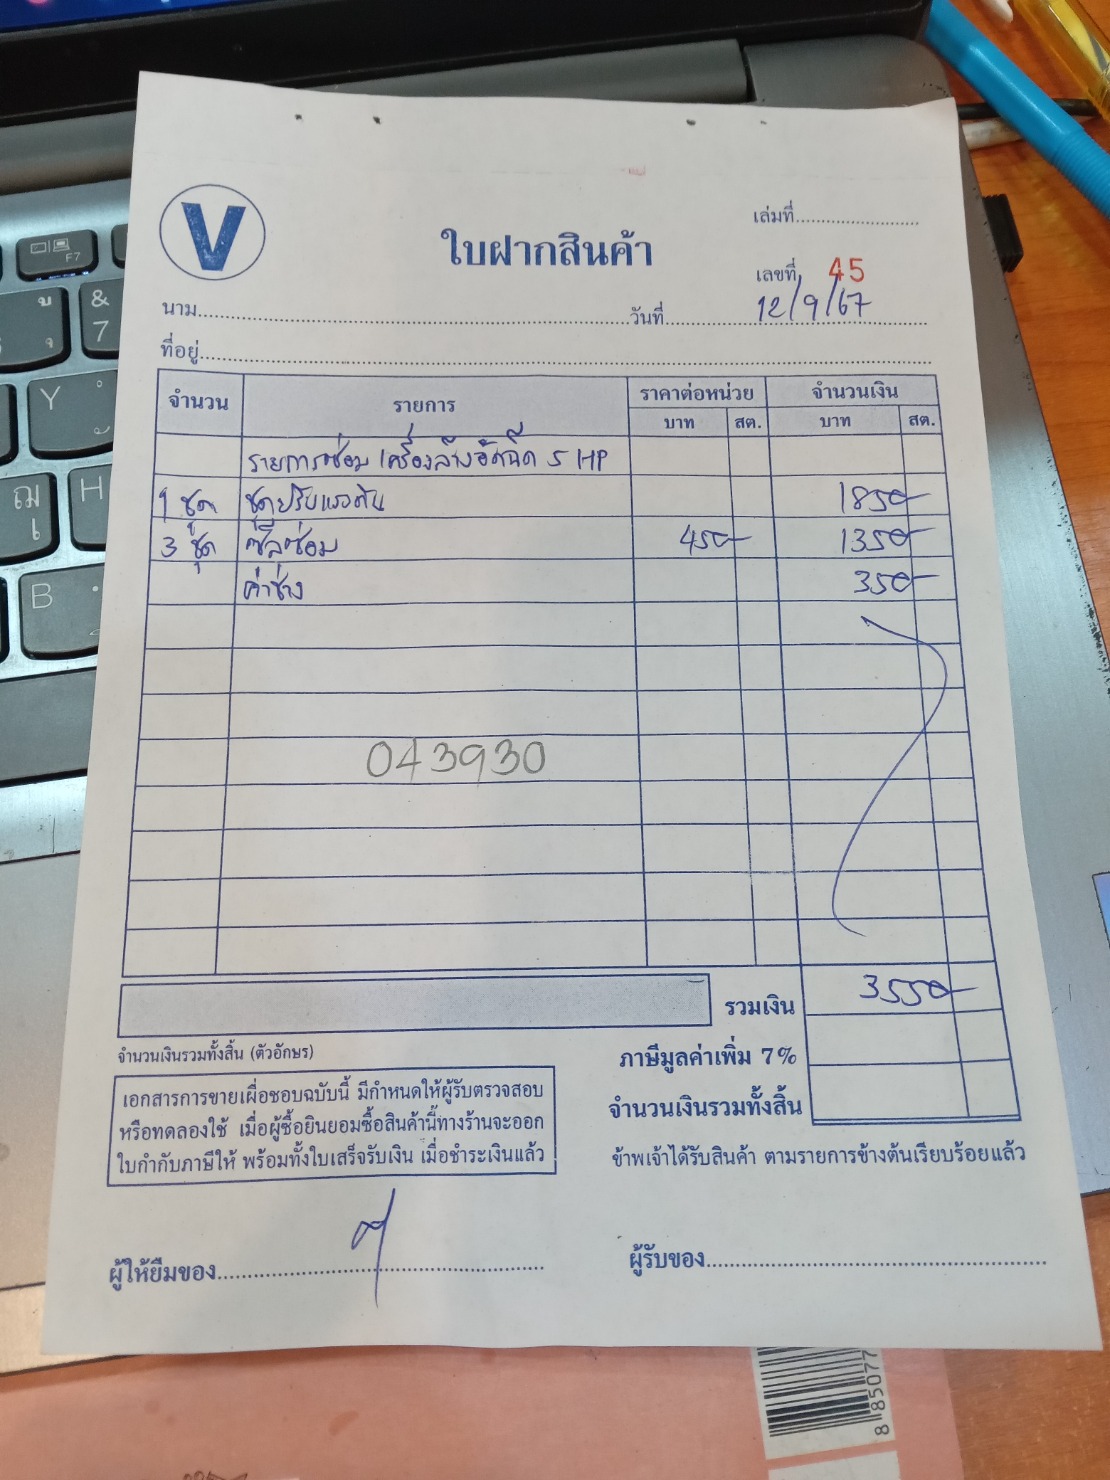 V
ใบฝากสินค้า
เล่มที่
เลขที่ 45
นาม วันที่ 12/9/67
ที่อยู่
จำนวน รายการ ราคาต่อหน่วย จำนวนเงิน
บาท สต. บาท สต.
รายการซ่อม เครื่องล้างอัดฉีด 5 HP
1 ชุด ชุดปรับแรงดัน 1850-
3 ชุด ซีลซ่อม 450- 1350-
ค่าช่าง 350-
043930
รวมเงิน 3550-
จำนวนเงินรวมทั้งสิ้น (ตัวอักษร)
ภาษีมูลค่าเพิ่ม 7%
จำนวนเงินรวมทั้งสิ้น
เอกสารการขายเผื่อชอบฉบับนี้ มีกำหนดให้ผู้รับตรวจสอบ
หรือทดลองใช้ เมื่อผู้ซื้อยินยอมซื้อสินค้านี้ทางร้านจะออก
ใบกำกับภาษีให้ พร้อมทั้งใบเสร็จรับเงิน เมื่อชำระเงินแล้ว
ข้าพเจ้าได้รับสินค้า ตามรายการข้างต้นเรียบร้อยแล้ว
ผู้ให้ยืมของ ผู้รับของ
F7
&
7
Y
H
B
8 85077